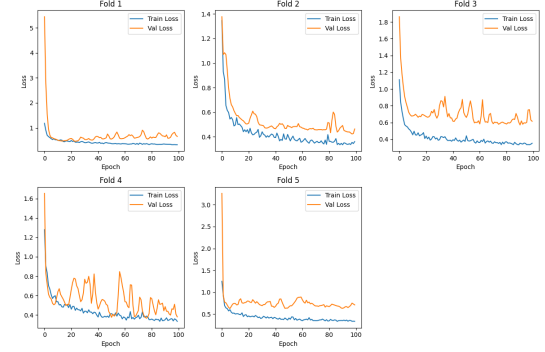 Fold 1
Train Loss
Val Loss
5
4
3
2
1
Loss
0 20 40 60 80 100
Epoch
Fold 2
Train Loss
Val Loss
1.4
1.2
1.0
0.8
0.6
0.4
Loss
0 20 40 60 80 100
Epoch
Fold 3
Train Loss
Val Loss
1.8
1.6
1.4
1.2
1.0
0.8
0.6
0.4
Loss
0 20 40 60 80 100
Epoch
Fold 4
Train Loss
Val Loss
1.6
1.4
1.2
1.0
0.8
0.6
0.4
Loss
0 20 40 60 80 100
Epoch
Fold 5
Train Loss
Val Loss
3.0
2.5
2.0
1.5
1.0
0.5
Loss
0 20 40 60 80 100
Epoch